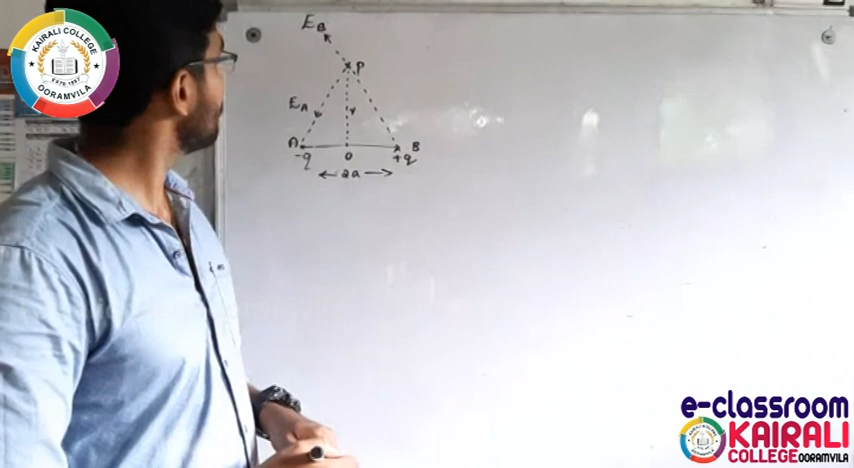 KAIRALI COLLEGE
ESTD 1987
OORAMVILA
E_B
P
E_A
r
A
B
-q
O
+q
2a
e-classroom
KAIRALI
COLLEGE OORAMVILA